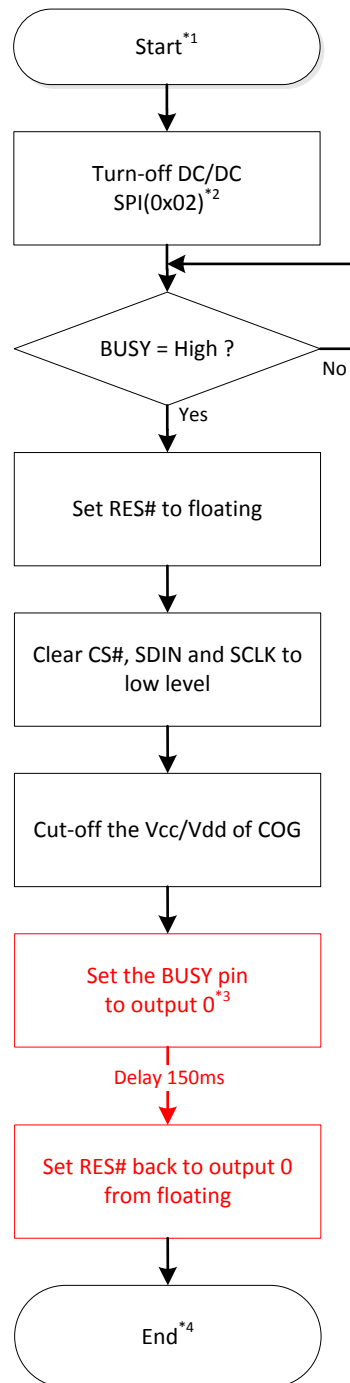 Start*1
Turn-off DC/DC
SPI(0x02)*2
BUSY = High ?
No
Yes
Set RES# to floating
Clear CS#, SDIN and SCLK to
low level
Cut-off the Vcc/Vdd of COG
Set the BUSY pin
to output 0*3
Delay 150ms
Set RES# back to output 0
from floating
End*4